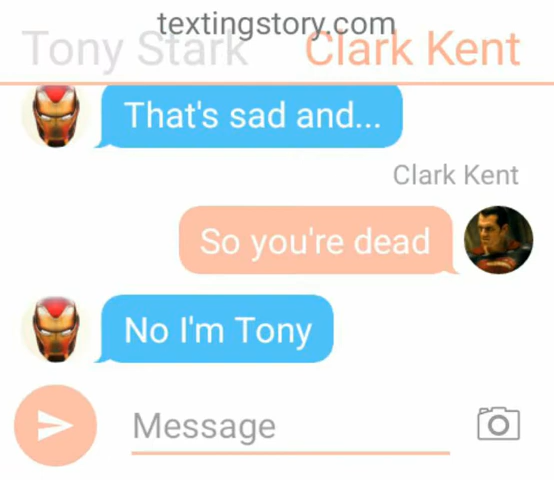 textingstory.com
Tony Stark Clark Kent
That's sad and...
Clark Kent
So you're dead
No I'm Tony
Message